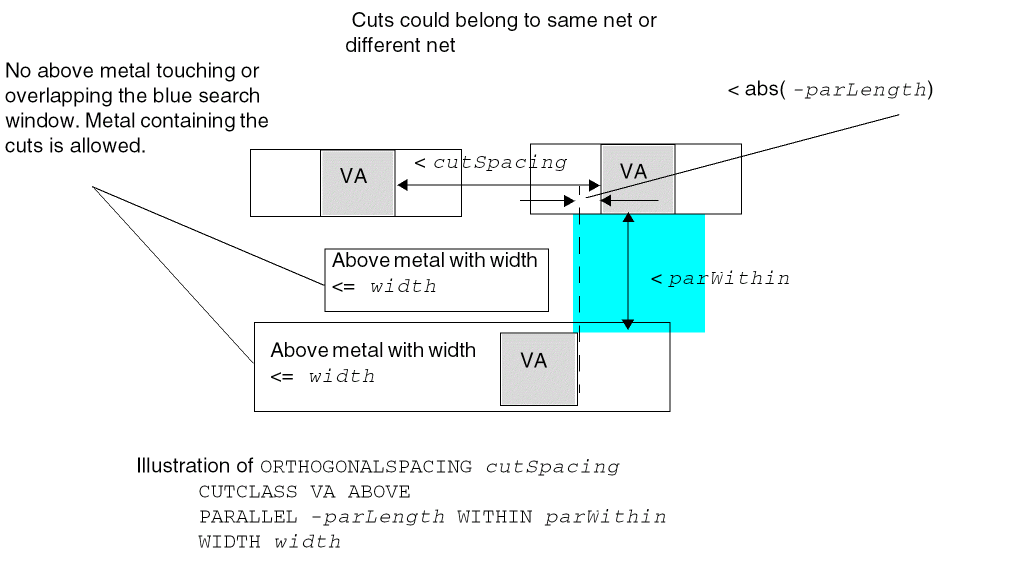 Cuts could belong to same net or
different net
No above metal touching or
overlapping the blue search
window. Metal containing the
cuts is allowed.
< abs( -parLength)
VA
< cutSpacing
VA
< parWithin
Above metal with width
<= width
Above metal with width
<= width
VA
Illustration of ORTHOGONALSPACING cutSpacing
CUTCLASS VA ABOVE
PARALLEL -parLength WITHIN parWithin
WIDTH width